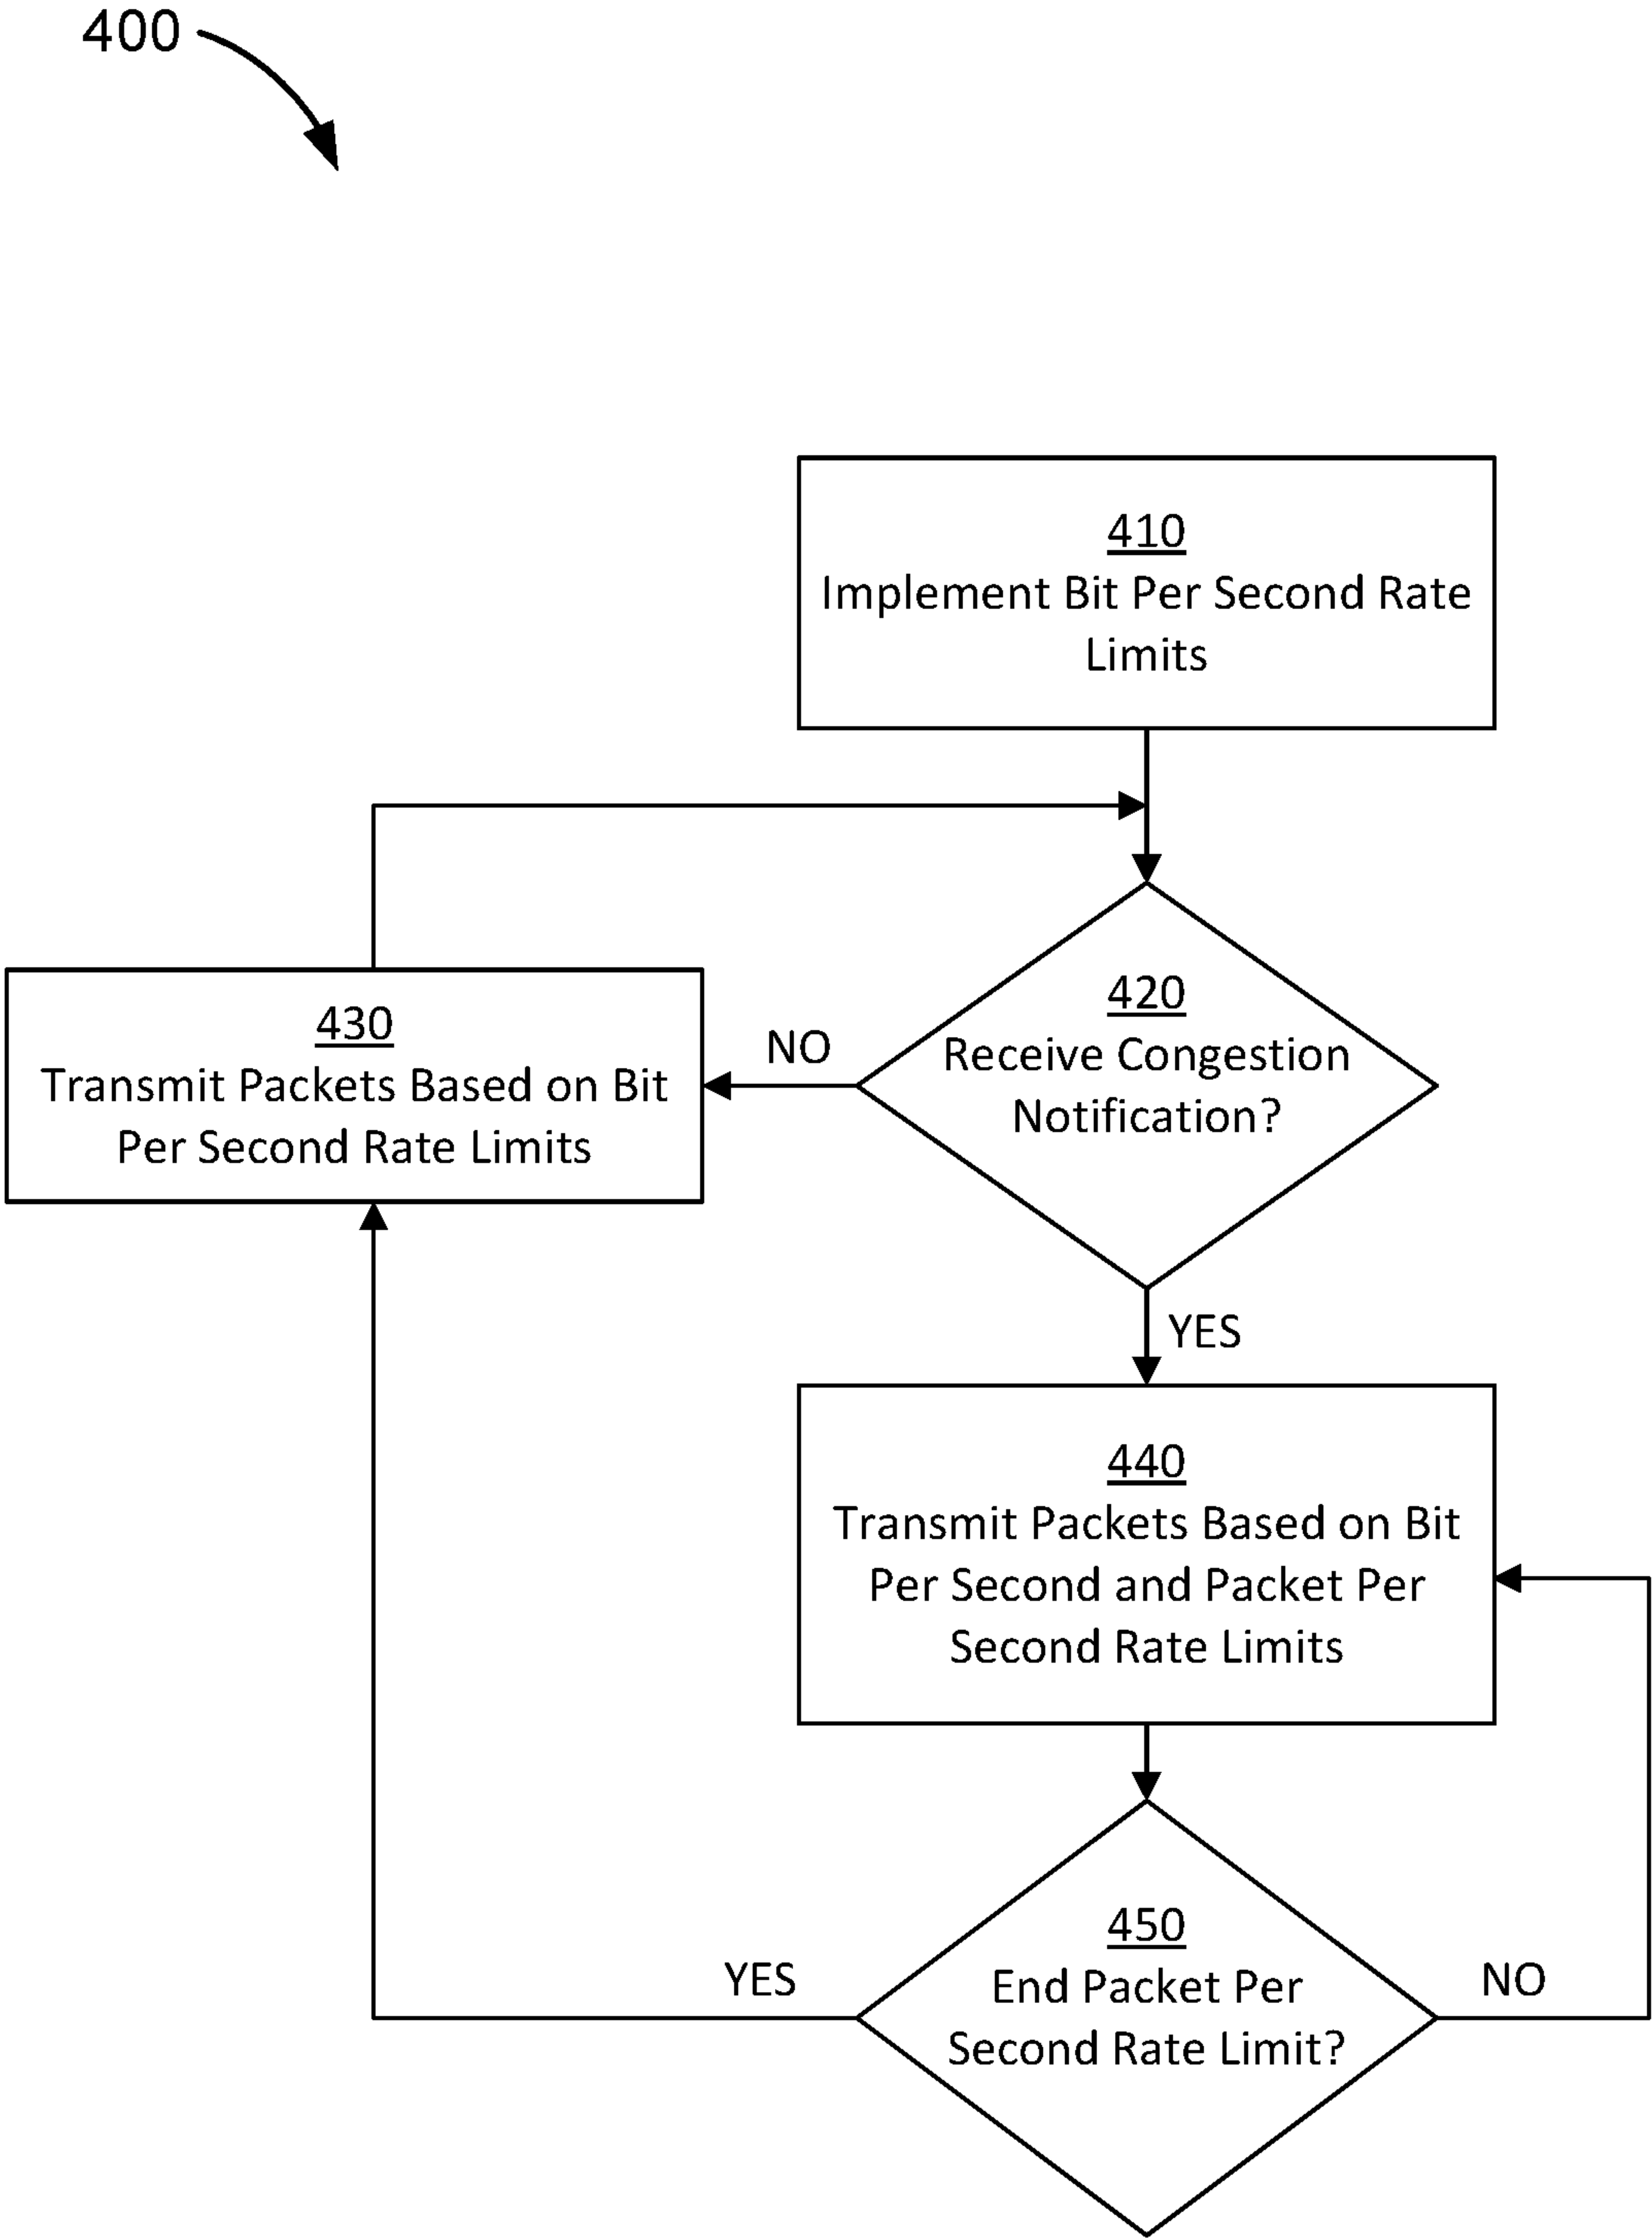 400
410
Implement Bit Per Second Rate
Limits
420
Receive Congestion
Notification?
NO
430
Transmit Packets Based on Bit
Per Second Rate Limits
YES
440
Transmit Packets Based on Bit
Per Second and Packet Per
Second Rate Limits
450
End Packet Per
Second Rate Limit?
YES
NO